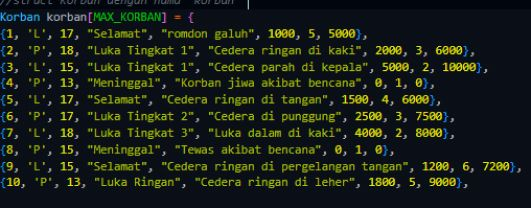 //struct Korban dengan nama "korban"
Korban korban[MAX_KORBAN] = {
{1, 'L', 17, "Selamat", "romdon galuh", 1000, 5, 5000},
{2, 'P', 18, "Luka Tingkat 1", "Cedera ringan di kaki", 2000, 3, 6000},
{3, 'L', 15, "Luka Tingkat 1", "Cedera parah di kepala", 5000, 2, 10000},
{4, 'P', 13, "Meninggal", "Korban jiwa akibat bencana", 0, 1, 0},
{5, 'L', 17, "Selamat", "Cedera ringan di tangan", 1500, 4, 6000},
{6, 'P', 17, "Luka Tingkat 2", "Cedera di punggung", 2500, 3, 7500},
{7, 'L', 18, "Luka Tingkat 3", "Luka dalam di kaki", 4000, 2, 8000},
{8, 'P', 15, "Meninggal", "Tewas akibat bencana", 0, 1, 0},
{9, 'L', 15, "Selamat", "Cedera ringan di pergelangan tangan", 1200, 6, 7200},
{10, 'P', 13, "Luka Ringan", "Cedera ringan di leher", 1800, 5, 9000},